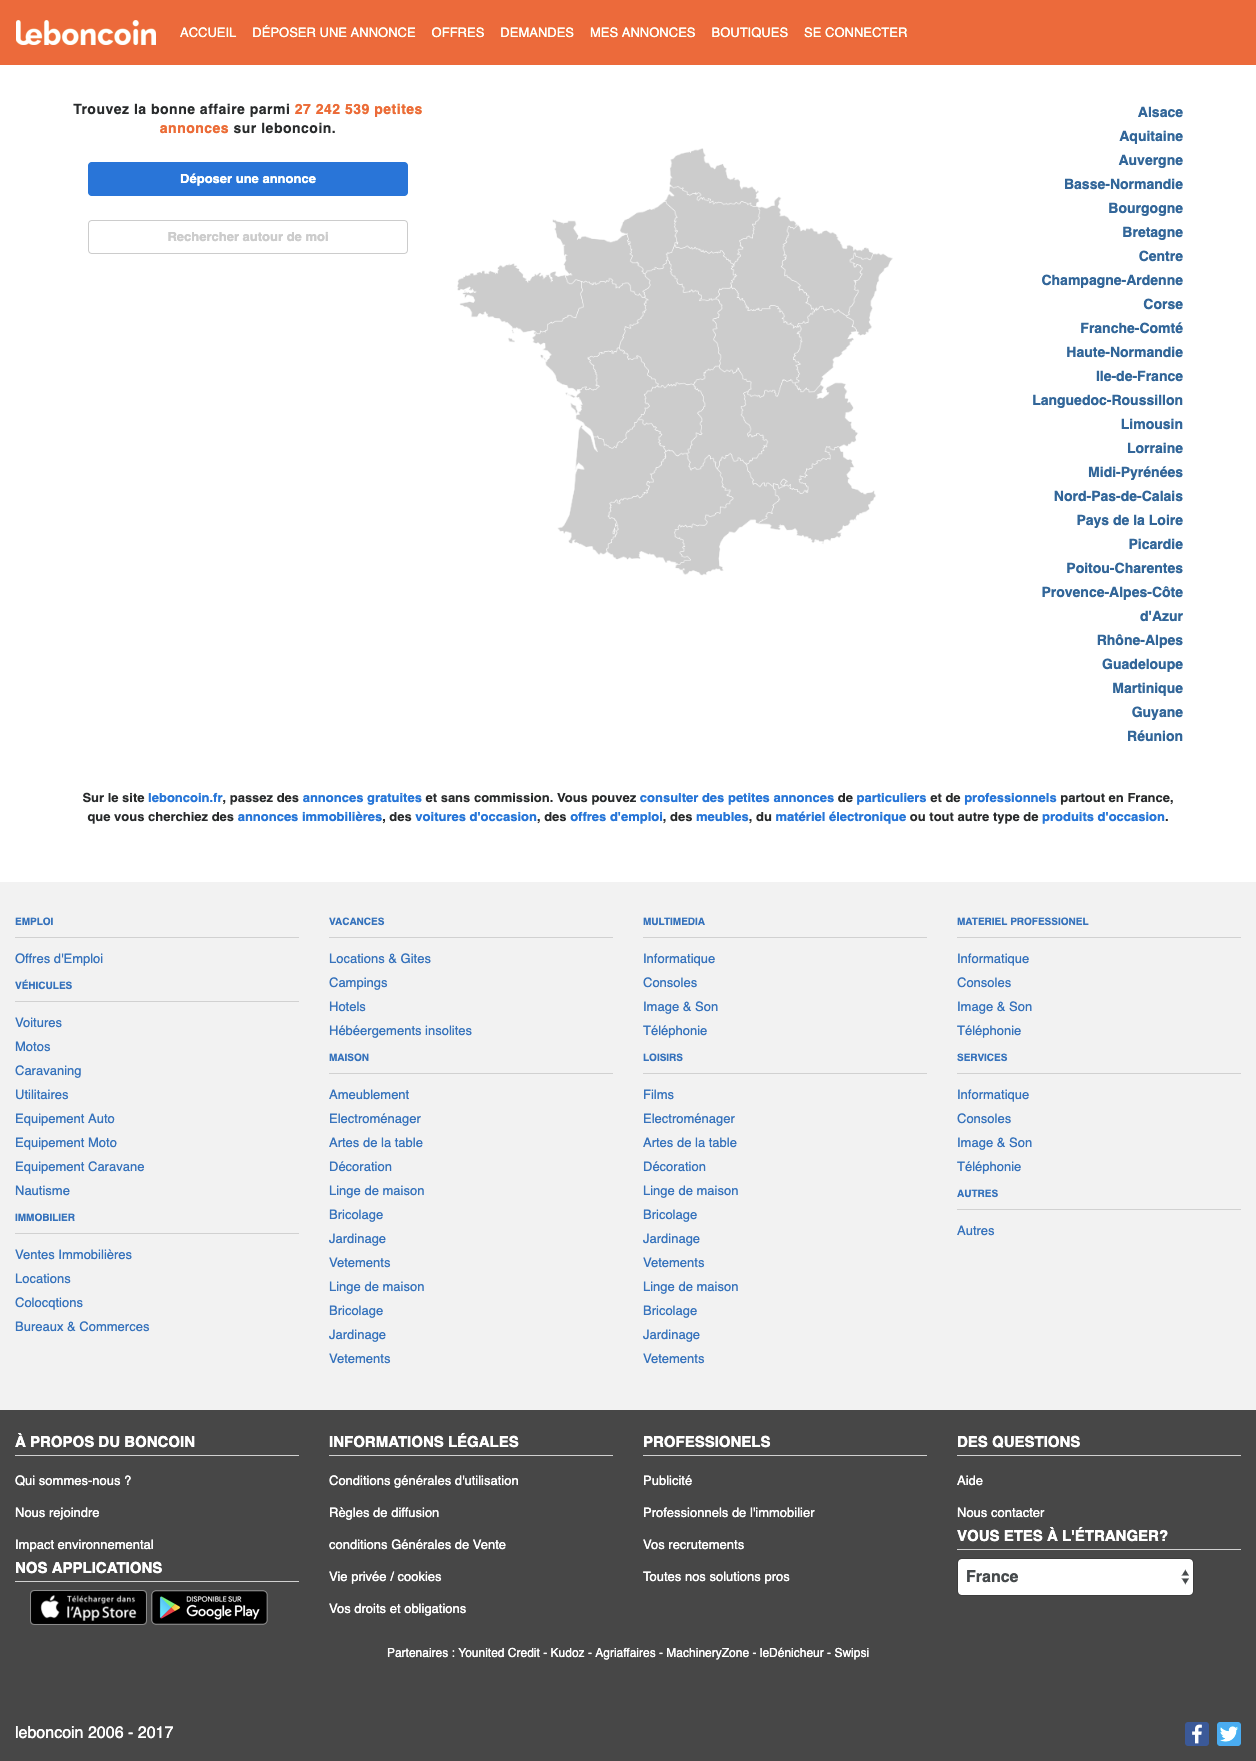 leboncoin ACCUEIL DÉPOSER UNE ANNONCE OFFRES DEMANDES MES ANNONCES BOUTIQUES SE CONNECTER
Trouvez la bonne affaire parmi 27 242 539 petites
annonces sur leboncoin.
Déposer une annonce
Rechercher autour de moi
Alsace
Aquitaine
Auvergne
Basse-Normandie
Bourgogne
Bretagne
Centre
Champagne-Ardenne
Corse
Franche-Comté
Haute-Normandie
Ile-de-France
Languedoc-Roussillon
Limousin
Lorraine
Midi-Pyrénées
Nord-Pas-de-Calais
Pays de la Loire
Picardie
Poitou-Charentes
Provence-Alpes-Côte
d'Azur
Rhône-Alpes
Guadeloupe
Martinique
Guyane
Réunion
Sur le site leboncoin.fr, passez des annonces gratuites et sans commission. Vous pouvez consulter des petites annonces de particuliers et de professionnels partout en France,
que vous cherchiez des annonces immobilières, des voitures d'occasion, des offres d'emploi, des meubles, du matériel électronique ou tout autre type de produits d'occasion.
EMPLOI
Offres d'Emploi
VÉHICULES
Voitures
Motos
Caravaning
Utilitaires
Equipement Auto
Equipement Moto
Equipement Caravane
Nautisme
IMMOBILIER
Ventes Immobilières
Locations
Colocqtions
Bureaux & Commerces
VACANCES
Locations & Gites
Campings
Hotels
Hébéergements insolites
MAISON
Ameublement
Electroménager
Artes de la table
Décoration
Linge de maison
Bricolage
Jardinage
Vetements
Linge de maison
Bricolage
Jardinage
Vetements
MULTIMEDIA
Informatique
Consoles
Image & Son
Téléphonie
LOISIRS
Films
Electroménager
Artes de la table
Décoration
Linge de maison
Bricolage
Jardinage
Vetements
Linge de maison
Bricolage
Jardinage
Vetements
MATERIEL PROFESSIONEL
Informatique
Consoles
Image & Son
Téléphonie
SERVICES
Informatique
Consoles
Image & Son
Téléphonie
AUTRES
Autres
À PROPOS DU BONCOIN
Qui sommes-nous ?
Nous rejoindre
Impact environnemental
NOS APPLICATIONS
Télécharger dans
l'App Store
DISPONIBLE SUR
Google Play
INFORMATIONS LÉGALES
Conditions générales d'utilisation
Règles de diffusion
conditions Générales de Vente
Vie privée / cookies
Vos droits et obligations
PROFESSIONELS
Publicité
Professionnels de l'immobilier
Vos recrutements
Toutes nos solutions pros
DES QUESTIONS
Aide
Nous contacter
VOUS ETES À L'ÉTRANGER?
France
Partenaires : Younited Credit - Kudoz - Agriaffaires - MachineryZone - leDénicheur - Swipsi
leboncoin 2006 - 2017